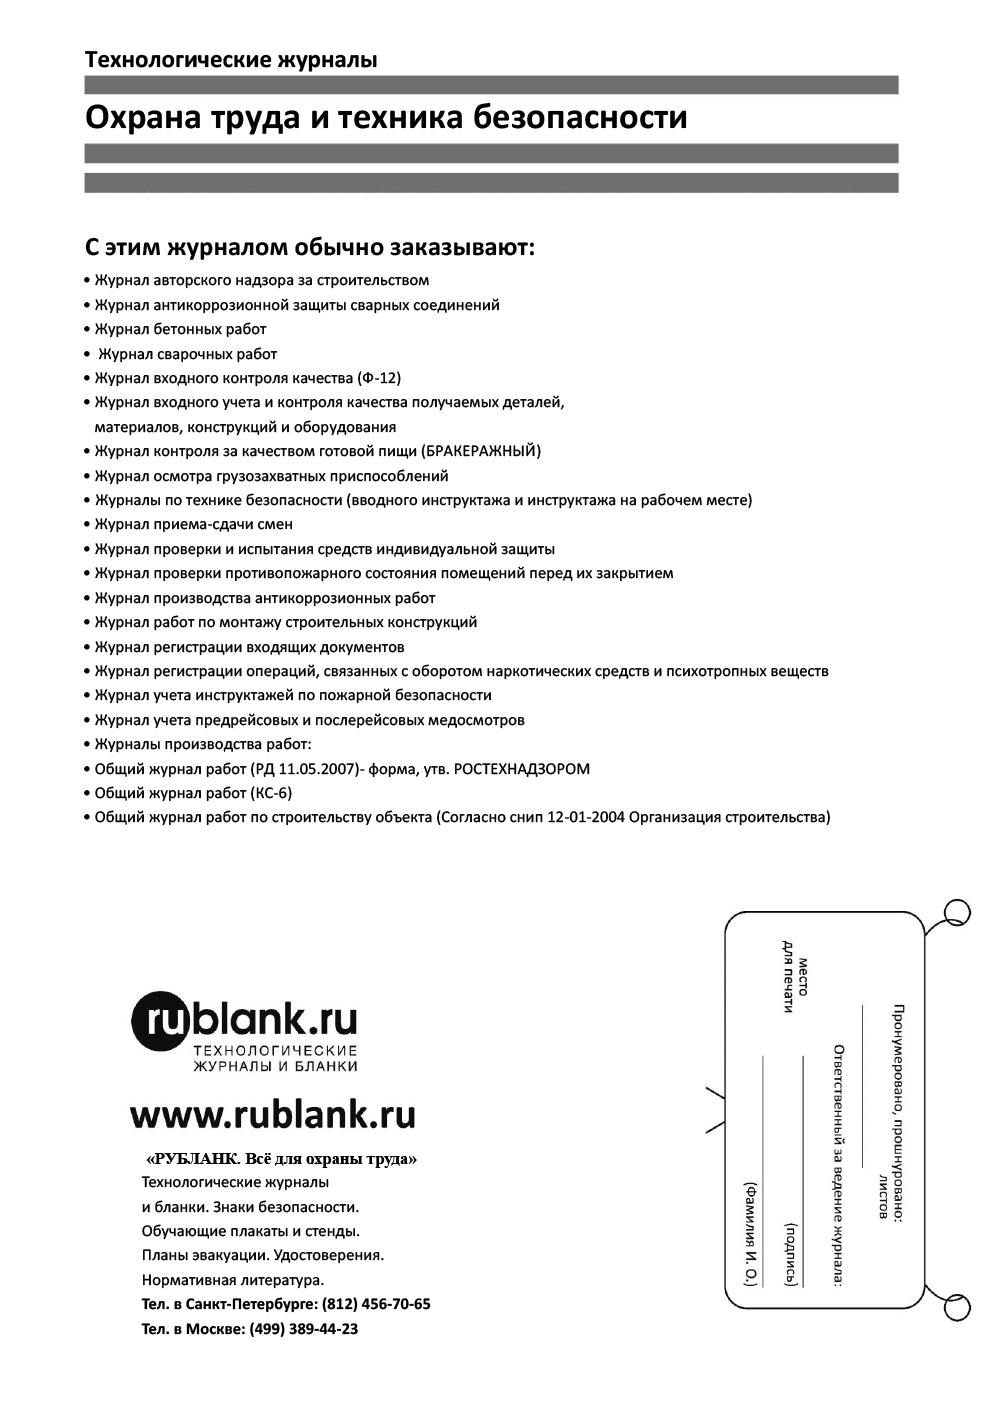 Технологические журналы
Охрана труда и техника безопасности
С этим журналом обычно заказывают:
• Журнал авторского надзора за строительством
• Журнал антикоррозионной защиты сварных соединений
• Журнал бетонных работ
• Журнал сварочных работ
• Журнал входного контроля качества (Ф-12)
• Журнал входного учета и контроля качества получаемых деталей,
материалов, конструкций и оборудования
• Журнал контроля за качеством готовой пищи (БРАКЕРАЖНЫЙ)
• Журнал осмотра грузозахватных приспособлений
• Журналы по технике безопасности (вводного инструктажа и инструктажа на рабочем месте)
• Журнал приема-сдачи смен
• Журнал проверки и испытания средств индивидуальной защиты
• Журнал проверки противопожарного состояния помещений перед их закрытием
• Журнал производства антикоррозионных работ
• Журнал работ по монтажу строительных конструкций
• Журнал регистрации входящих документов
• Журнал регистрации операций, связанных с оборотом наркотических средств и психотропных веществ
• Журнал учета инструктажей по пожарной безопасности
• Журнал учета предрейсовых и послерейсовых медосмотров
• Журналы производства работ:
• Общий журнал работ (РД 11.05.2007)- форма, утв. РОСТЕХНАДЗОРОМ
• Общий журнал работ (КС-6)
• Общий журнал работ по строительству объекта (Согласно снип 12-01-2004 Организация строительства)
rublank.ru
ТЕХНОЛОГИЧЕСКИЕ
ЖУРНАЛЫ И БЛАНКИ
www.rublank.ru
«РУБЛАНК. Всё для охраны труда»
Технологические журналы
и бланки. Знаки безопасности.
Обучающие плакаты и стенды.
Планы эвакуации. Удостоверения.
Нормативная литература.
Тел. в Санкт-Петербурге: (812) 456-70-65
Тел. в Москве: (499) 389-44-23
Пронумеровано, прошнуровано:
листов
Ответственный за ведение журнала:
место
для печати
(подпись)
(Фамилия И. О.)